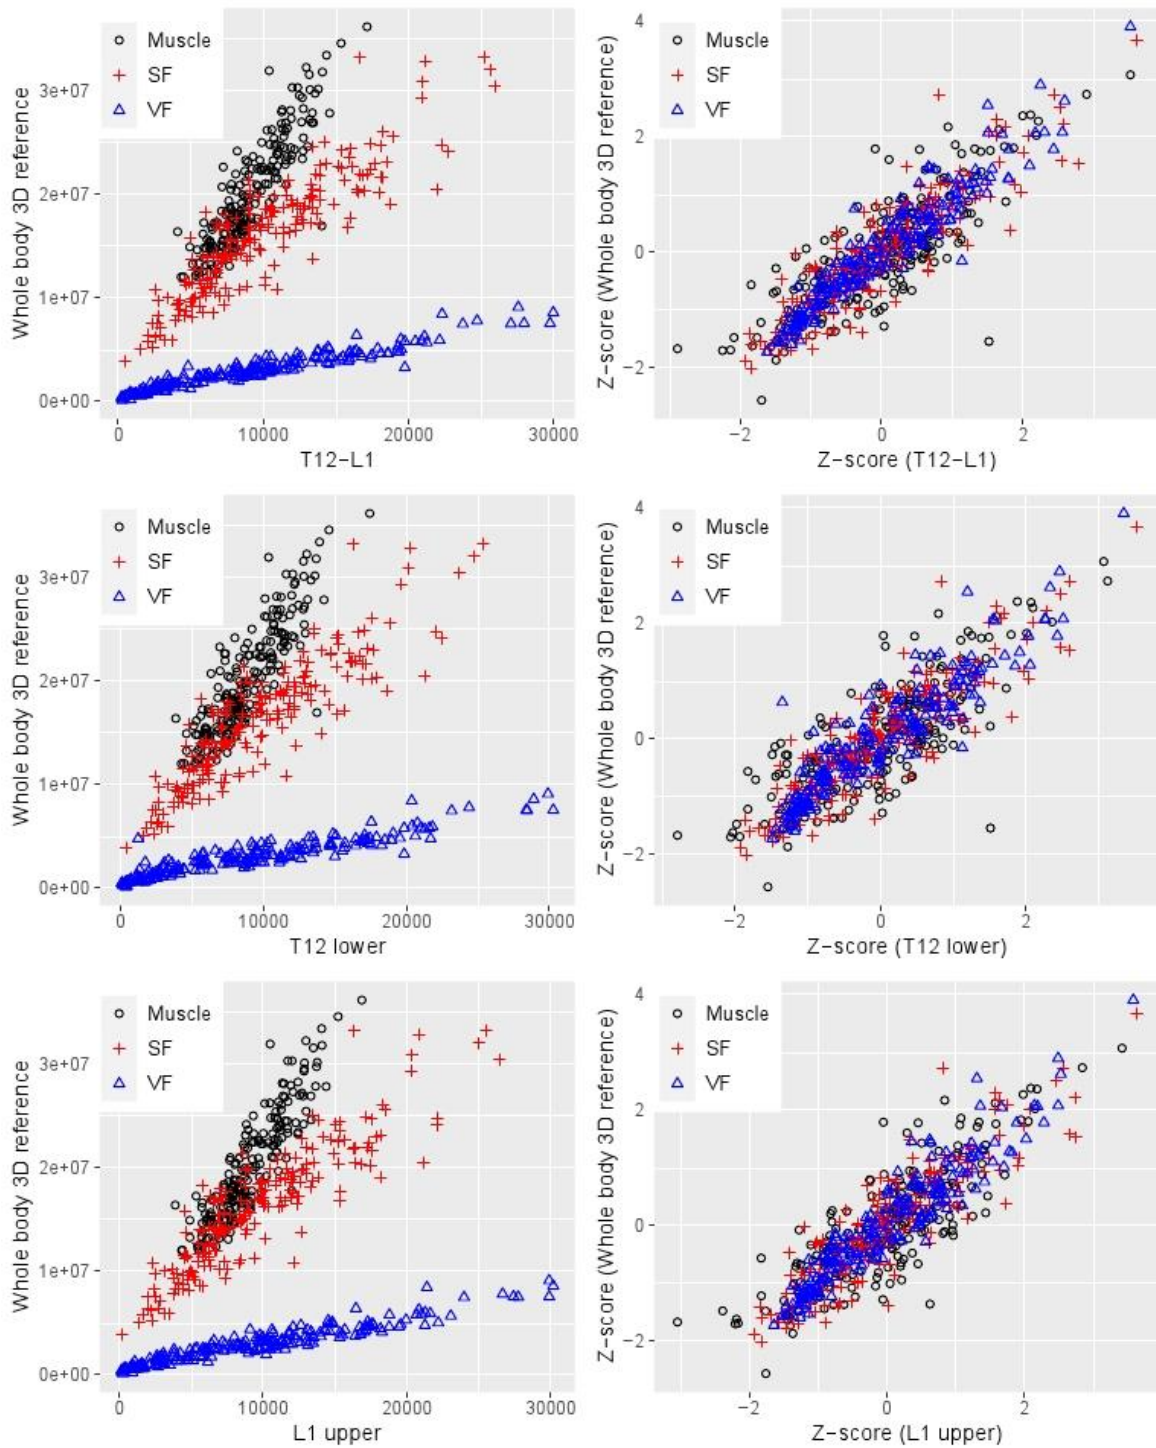 Whole body 3D reference
3e+07
2e+07
1e+07
0e+00
Muscle
SF
VF
0 10000 20000 30000
T12−L1
Z−score (Whole body 3D reference)
4
2
0
−2
Muscle
SF
VF
−2 0 2
Z−score (T12−L1)
Whole body 3D reference
3e+07
2e+07
1e+07
0e+00
Muscle
SF
VF
0 10000 20000 30000
T12 lower
Z−score (Whole body 3D reference)
4
2
0
−2
Muscle
SF
VF
−2 0 2
Z−score (T12 lower)
Whole body 3D reference
3e+07
2e+07
1e+07
0e+00
Muscle
SF
VF
0 10000 20000 30000
L1 upper
Z−score (Whole body 3D reference)
4
2
0
−2
Muscle
SF
VF
−2 0 2
Z−score (L1 upper)